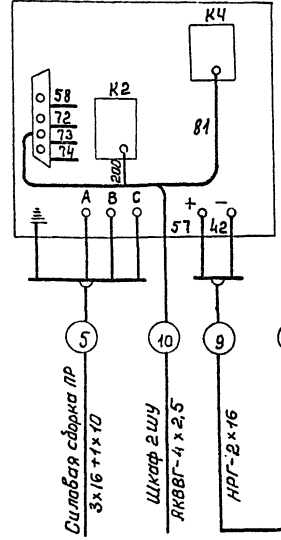 К4
К2
58
72
73
74
200
81
А В С
+ −
57 42
5
10
9
Силовая сборка ПР
3х16+1х10
Шкаф 2ШУ
АКВВГ-4х2,5
НРГ-2х16